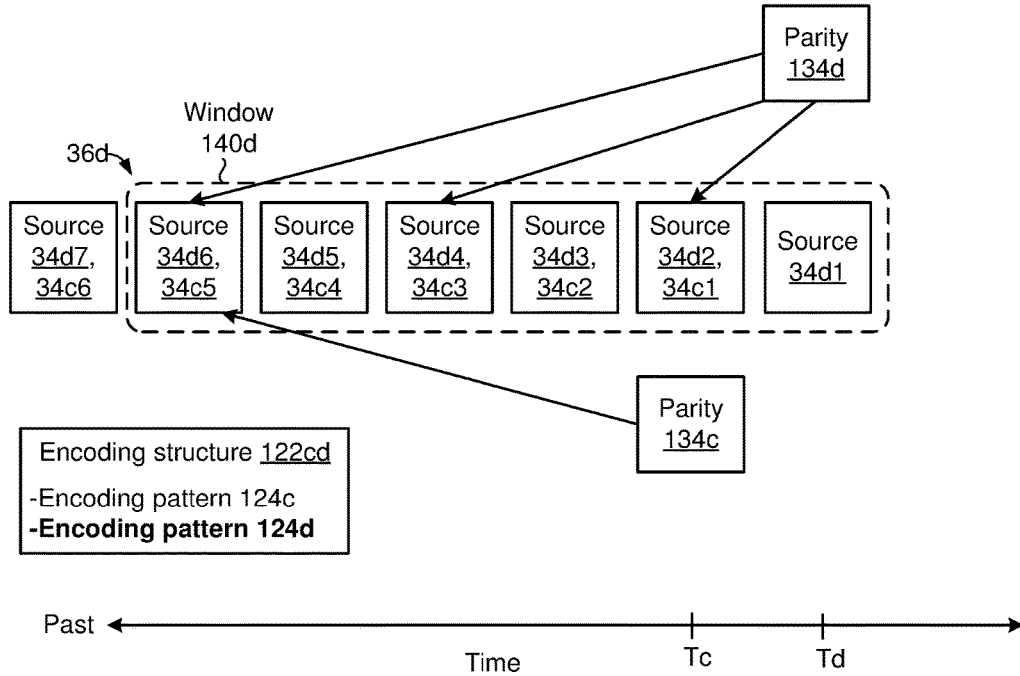 Parity
134d
Window
140d
36d
Source
34d7,
34c6
Source
34d6,
34c5
Source
34d5,
34c4
Source
34d4,
34c3
Source
34d3,
34c2
Source
34d2,
34c1
Source
34d1
Parity
134c
Encoding structure 122cd
-Encoding pattern 124c
-Encoding pattern 124d
Past
Time
Tc
Td